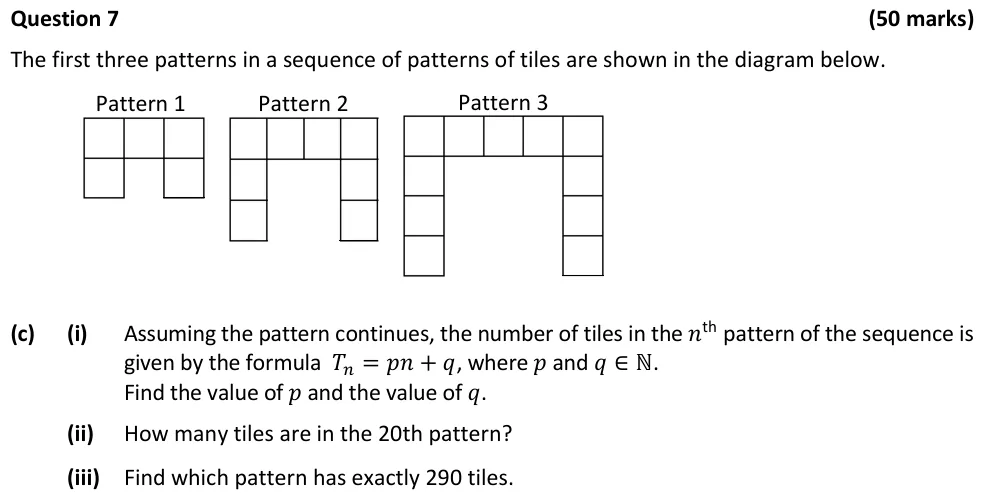 Question 7 (50 marks)
The first three patterns in a sequence of patterns of tiles are shown in the diagram below.
Pattern 1 Pattern 2 Pattern 3
(c) (i) Assuming the pattern continues, the number of tiles in the nᵗʰ pattern of the sequence is
given by the formula Tₙ = pn + q, where p and q ∈ ℕ.
Find the value of p and the value of q.
(ii) How many tiles are in the 20th pattern?
(iii) Find which pattern has exactly 290 tiles.